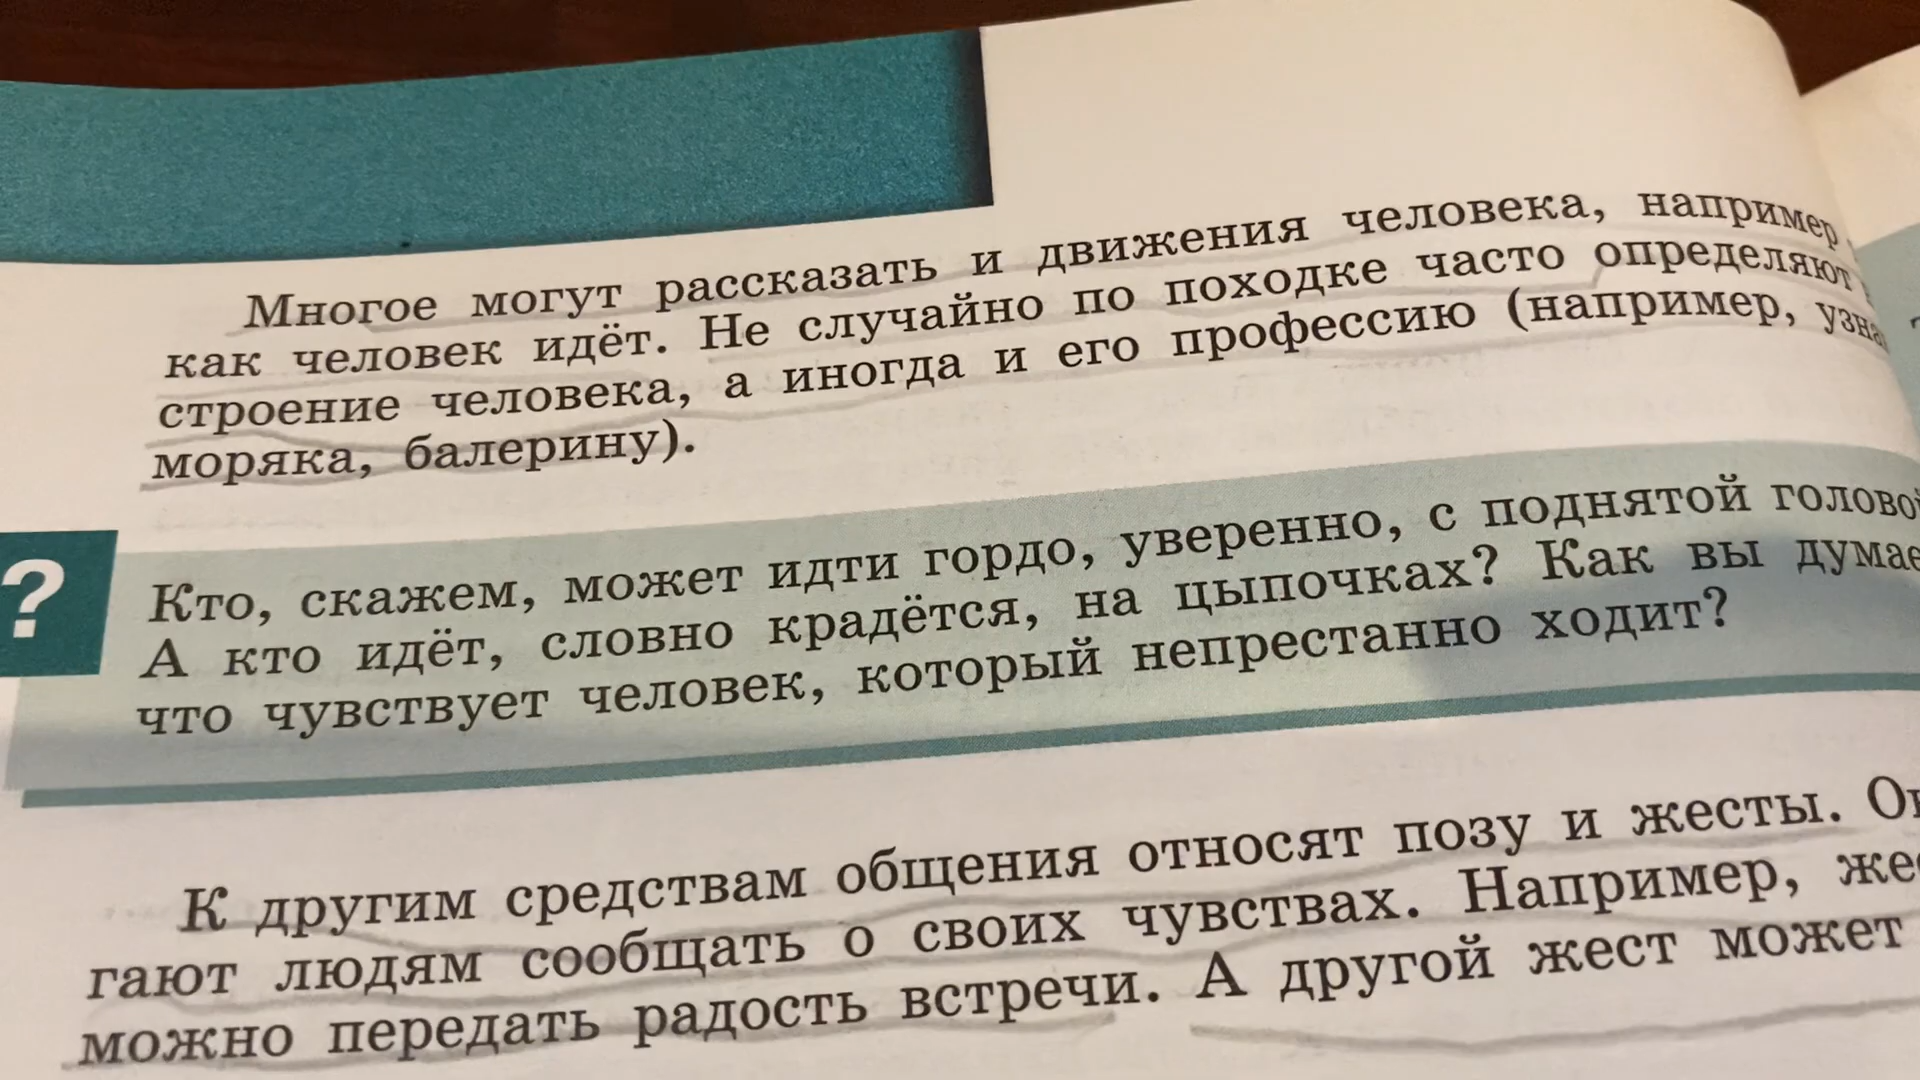 Многое могут рассказать и движения человека, например
как человек идёт. Не случайно по походке часто определяют
строение человека, а иногда и его профессию (например,
моряка, балерину).
?
Кто, скажем, может идти гордо, уверенно, с поднятой
А кто идёт, словно крадётся, на цыпочках? Как вы
что чувствует человек, который непрестанно ходит?
К другим средствам общения относят позу и жесты.
гают людям сообщать о своих чувствах. Например,
можно передать радость встречи. А другой жест может